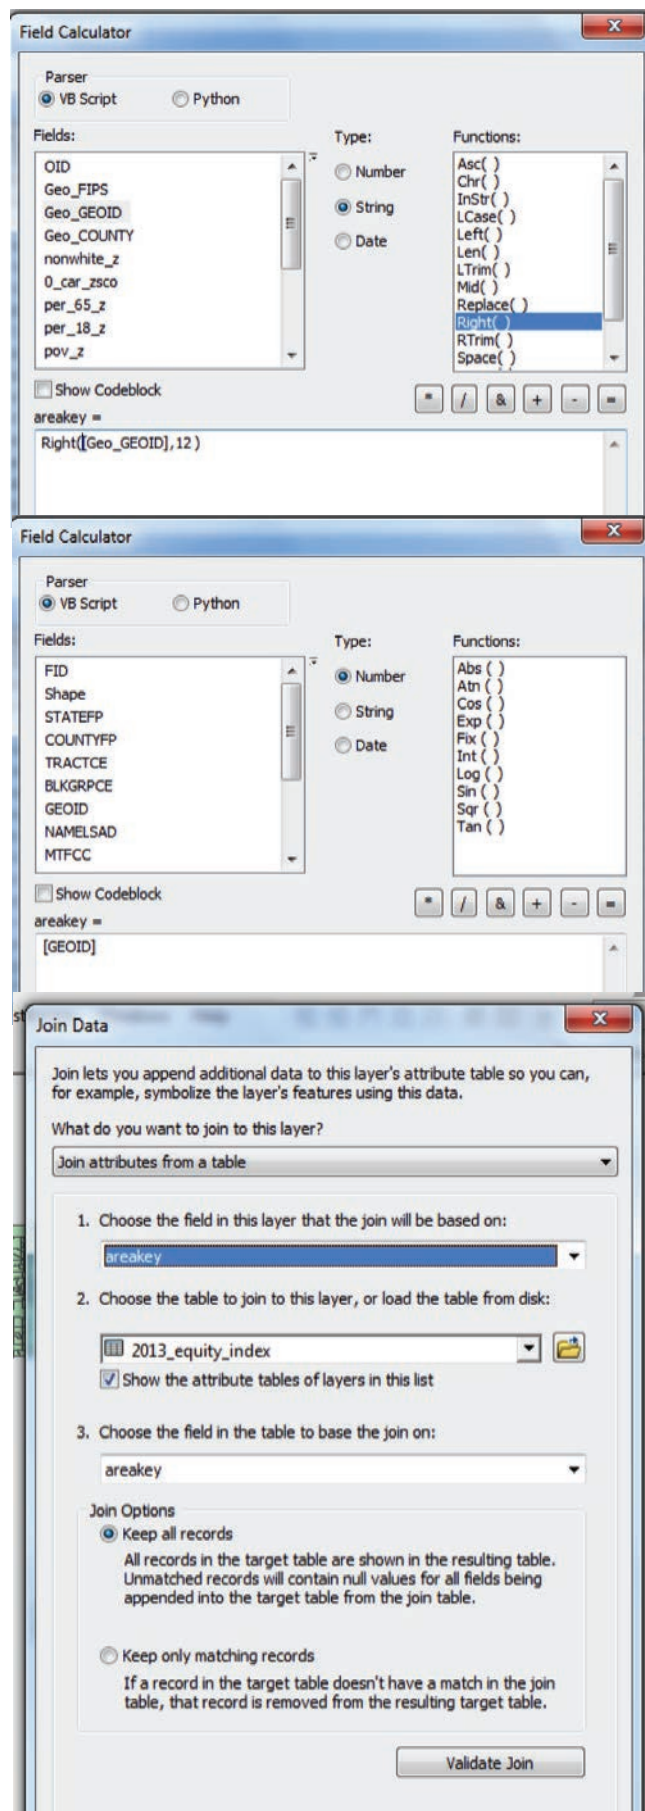 Field Calculator
Parser
VB Script Python
Fields: Type: Functions:
OID
Geo_FIPS
Geo_GEOID
Geo_COUNTY
nonwhite_z
0_car_zsco
per_65_z
per_18_z
pov_z
Number
String
Date
Asc( )
Chr( )
InStr( )
LCase( )
Left( )
Len( )
LTrim( )
Mid( )
Replace( )
Right( )
RTrim( )
Space( )
Show Codeblock
* / & + - =
areakey =
Right([Geo_GEOID],12 )
Field Calculator
Parser
VB Script Python
Fields: Type: Functions:
FID
Shape
STATEFP
COUNTYFP
TRACTCE
BLKGRPCE
GEOID
NAMELSAD
MTFCC
Number
String
Date
Abs ( )
Atn ( )
Cos ( )
Exp ( )
Fix ( )
Int ( )
Log ( )
Sin ( )
Sqr ( )
Tan ( )
Show Codeblock
* / & + - =
areakey =
[GEOID]
st
Join Data
Join lets you append additional data to this layer's attribute table so you can,
for example, symbolize the layer's features using this data.
What do you want to join to this layer?
Join attributes from a table
1. Choose the field in this layer that the join will be based on:
areakey
2. Choose the table to join to this layer, or load the table from disk:
2013_equity_index
Show the attribute tables of layers in this list
3. Choose the field in the table to base the join on:
areakey
Join Options
Keep all records
All records in the target table are shown in the resulting table.
Unmatched records will contain null values for all fields being
appended into the target table from the join table.
Keep only matching records
If a record in the target table doesn't have a match in the join
table, that record is removed from the resulting target table.
Validate Join